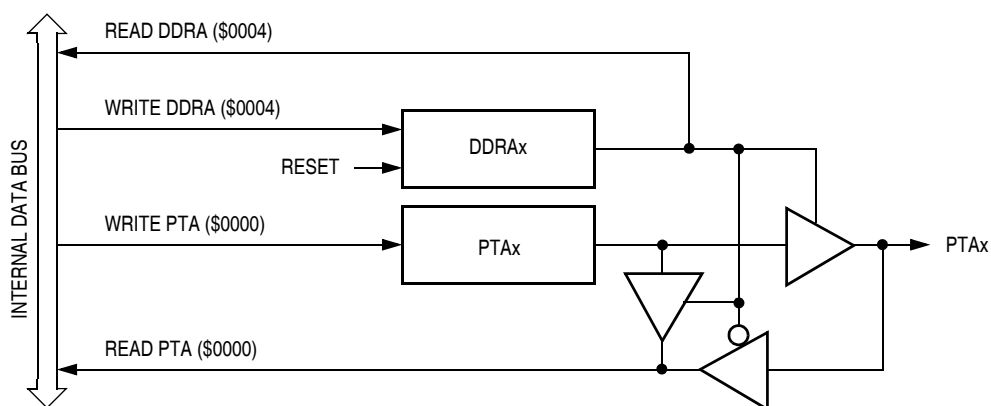 READ DDRA ($0004)
WRITE DDRA ($0004)
DDRAx
RESET
INTERNAL DATA BUS
WRITE PTA ($0000)
PTAx
PTAx
READ PTA ($0000)